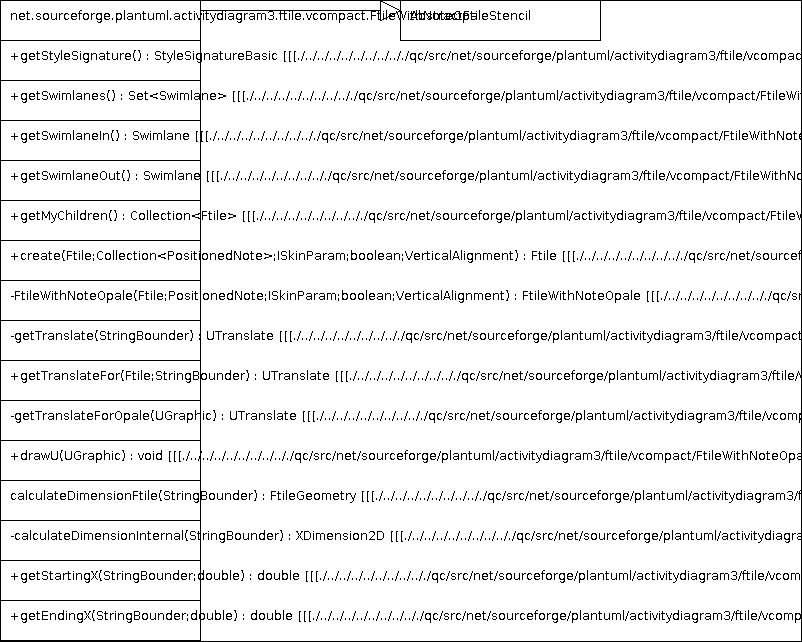 net.sourceforge.plantuml.activitydiagram3.ftile.vcompact.FtileWithNoteOpale
+getStyleSignature() : StyleSignatureBasic [[[./../../../../../../../../../qc/src/net/sourceforge/plantuml/activitydiagram3/ftile/vcompac
+getSwimlanes() : Set<Swimlane> [[[./../../../../../../../../../qc/src/net/sourceforge/plantuml/activitydiagram3/ftile/vcompact/FtileWi
+getSwimlaneIn() : Swimlane [[[./../../../../../../../../../qc/src/net/sourceforge/plantuml/activitydiagram3/ftile/vcompact/FtileWithNote
+getSwimlaneOut() : Swimlane [[[./../../../../../../../../../qc/src/net/sourceforge/plantuml/activitydiagram3/ftile/vcompact/FtileWithNo
+getMyChildren() : Collection<Ftile> [[[./../../../../../../../../../qc/src/net/sourceforge/plantuml/activitydiagram3/ftile/vcompact/FtileW
+create(Ftile;Collection<PositionedNote>;ISkinParam;boolean;VerticalAlignment) : Ftile [[[./../../../../../../../../../qc/src/net/sourcef
-FtileWithNoteOpale(Ftile;PositionedNote;ISkinParam;boolean;VerticalAlignment) : FtileWithNoteOpale [[[./../../../../../../../../../qc/sr
-getTranslate(StringBounder) : UTranslate [[[./../../../../../../../../../qc/src/net/sourceforge/plantuml/activitydiagram3/ftile/vcompact
+getTranslateFor(Ftile;StringBounder) : UTranslate [[[./../../../../../../../../../qc/src/net/sourceforge/plantuml/activitydiagram3/ftile/v
-getTranslateForOpale(UGraphic) : UTranslate [[[./../../../../../../../../../qc/src/net/sourceforge/plantuml/activitydiagram3/ftile/vcomp
+drawU(UGraphic) : void [[[./../../../../../../../../../qc/src/net/sourceforge/plantuml/activitydiagram3/ftile/vcompact/FtileWithNoteOpa
calculateDimensionFtile(StringBounder) : FtileGeometry [[[./../../../../../../../../../qc/src/net/sourceforge/plantuml/activitydiagram3/f
-calculateDimensionInternal(StringBounder) : XDimension2D [[[./../../../../../../../../../qc/src/net/sourceforge/plantuml/activitydiagra
+getStartingX(StringBounder;double) : double [[[./../../../../../../../../../qc/src/net/sourceforge/plantuml/activitydiagram3/ftile/vcom
+getEndingX(StringBounder;double) : double [[[./../../../../../../../../../qc/src/net/sourceforge/plantuml/activitydiagram3/ftile/vcomp